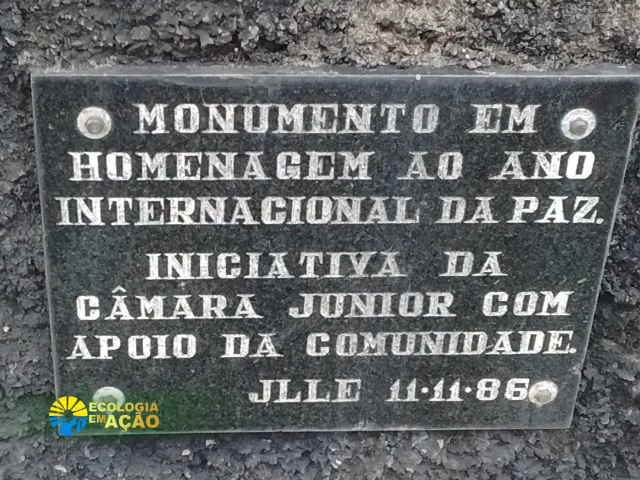 MONUMENTO EM
HOMENAGEM AO ANO
INTERNACIONAL DA PAZ.
INICIATIVA DA
CÂMARA JUNIOR COM
APOIO DA COMUNIDADE.
JLLE 11·11·86
ECOLOGIA
EM AÇÃO